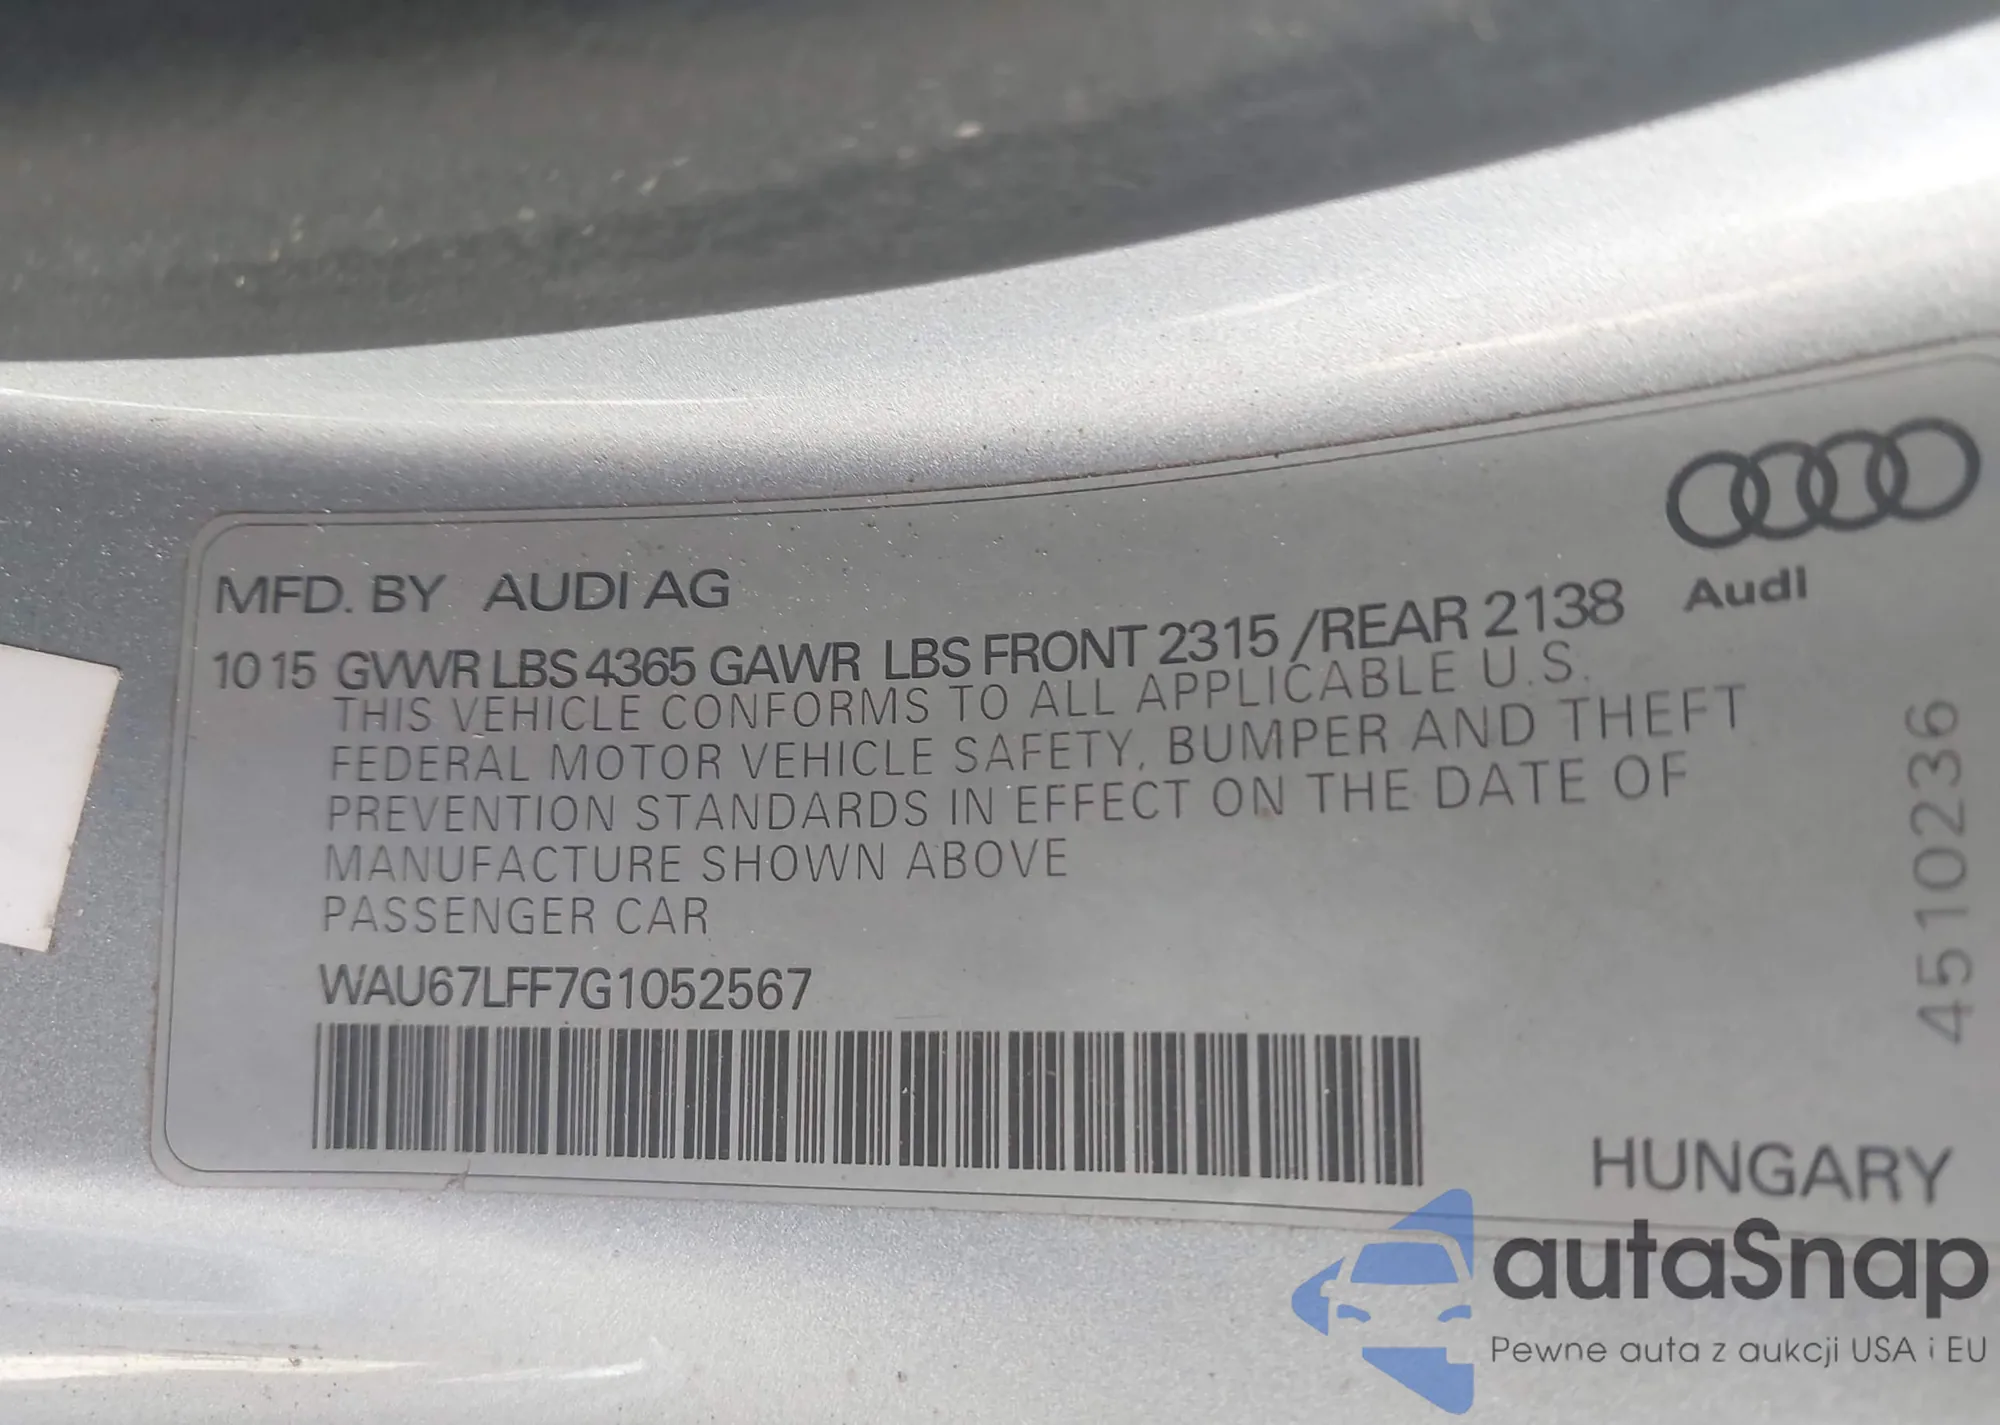 MFD. BY AUDI AG
10 15 GVWR LBS 4365 GAWR LBS FRONT 2315 /REAR 2138
THIS VEHICLE CONFORMS TO ALL APPLICABLE U.S.
FEDERAL MOTOR VEHICLE SAFETY, BUMPER AND THEFT
PREVENTION STANDARDS IN EFFECT ON THE DATE OF
MANUFACTURE SHOWN ABOVE
PASSENGER CAR
WAU67LFF7G1052567
Audi
4510236
HUNGARY
autaSnap
Pewne auta z aukcji USA i EU